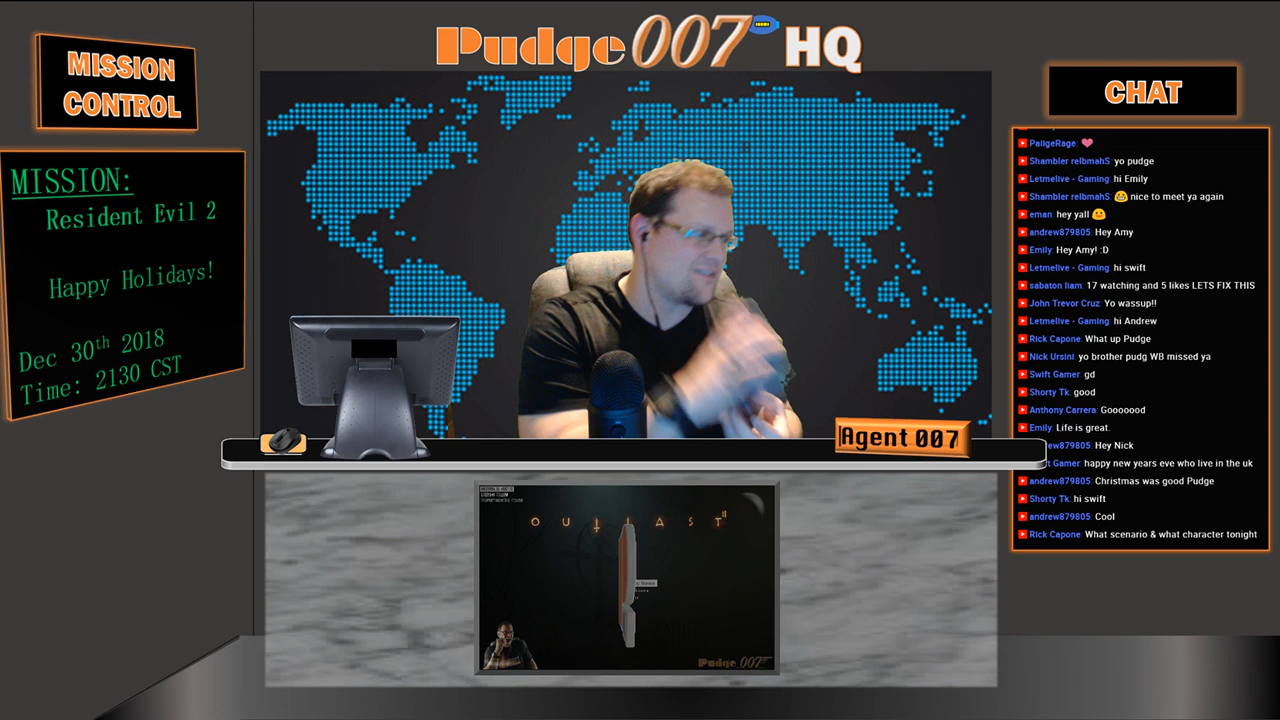 Pudge007 HQ
MISSION
CONTROL
MISSION:
Resident Evil 2
Happy Holidays!
Dec 30th 2018
Time: 2130 CST
Agent 007
OUTLAST II
Pudge007
CHAT
PaligeRage:
Shambler relbmahS: yo pudge
Letmelive - Gaming: hi Emily
Shambler relbmahS: nice to meet ya again
eman: hey yall
andrew879805: Hey Amy
Emily: Hey Amy! :D
Letmelive - Gaming: hi swift
sabaton liam: 17 watching and 5 likes LETS FIX THIS
John Trevor Cruz: Yo wassup!!
Letmelive - Gaming: hi Andrew
Rick Capone: What up Pudge
Nick Ursini: yo brother pudg WB missed ya
Swift Gamer: gd
Shorty Tk: good
Anthony Carrera: Gooooood
Emily: Life is great.
ew879805: Hey Nick
t Gamer: happy new years eve who live in the uk
andrew879805: Christmas was good Pudge
Shorty Tk: hi swift
andrew879805: Cool
Rick Capone: What scenario & what character tonight